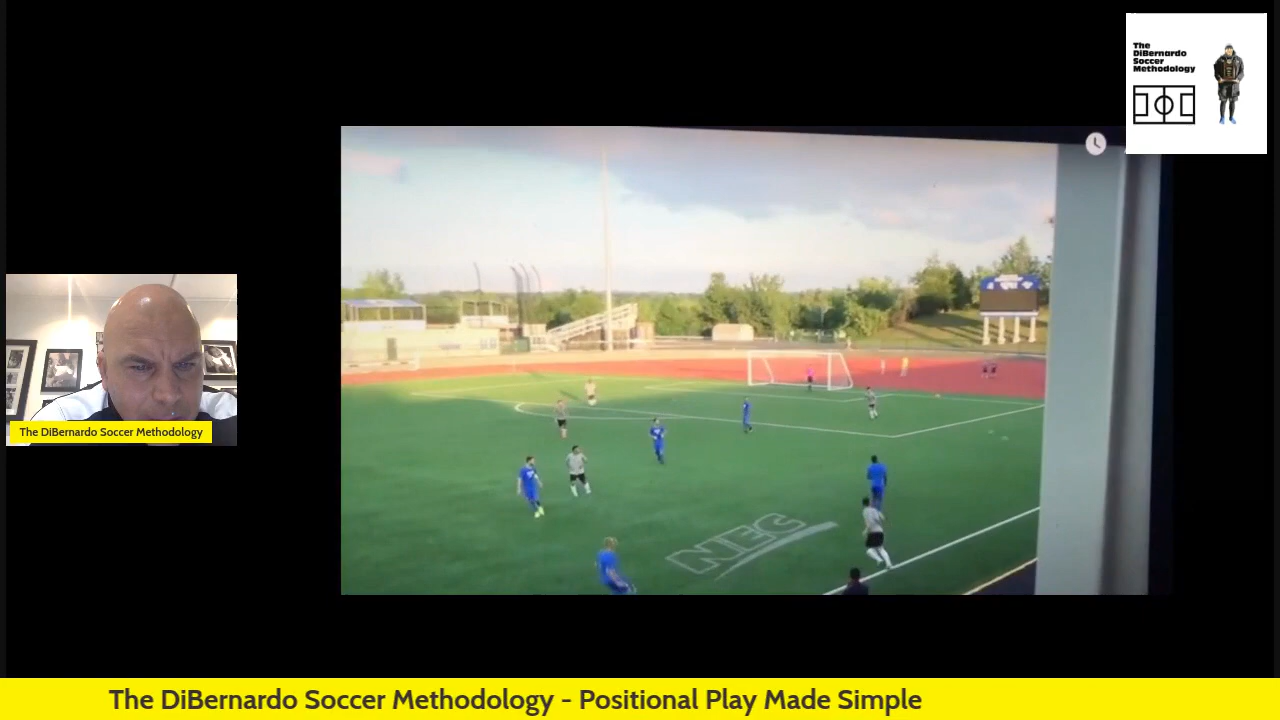 The
DiBernardo
Soccer
Methodology
The DiBernardo Soccer Methodology
NEC
The DiBernardo Soccer Methodology - Positional Play Made Simple